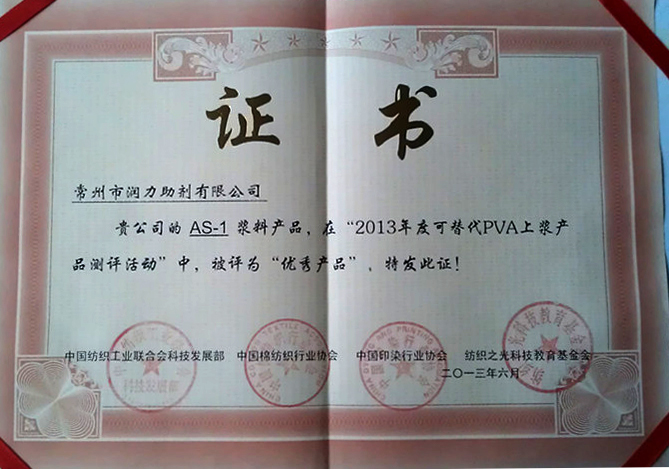 证书
常州市润力助剂有限公司
贵公司的 AS-1 浆料产品，在“2013年度可替代PVA上浆产
品测评活动”中，被评为“优秀产品”。特发此证！
中国纺织工业联合会科技发展部 中国棉纺织行业协会 中国印染行业协会 纺织之光科技教育基金会
二〇一三年六月